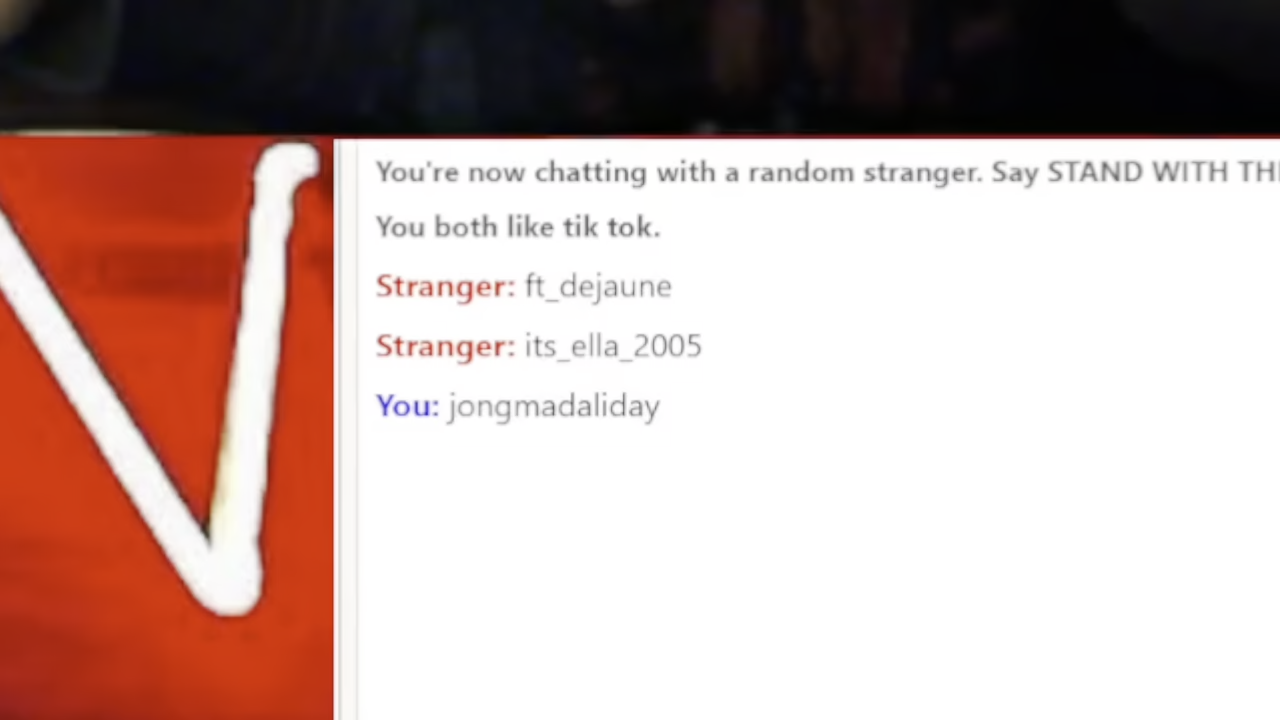 You're now chatting with a random stranger. Say STAND WITH
You both like tik tok.
Stranger: ft_dejaune
Stranger: its_ella_2005
You: jongmadaliday